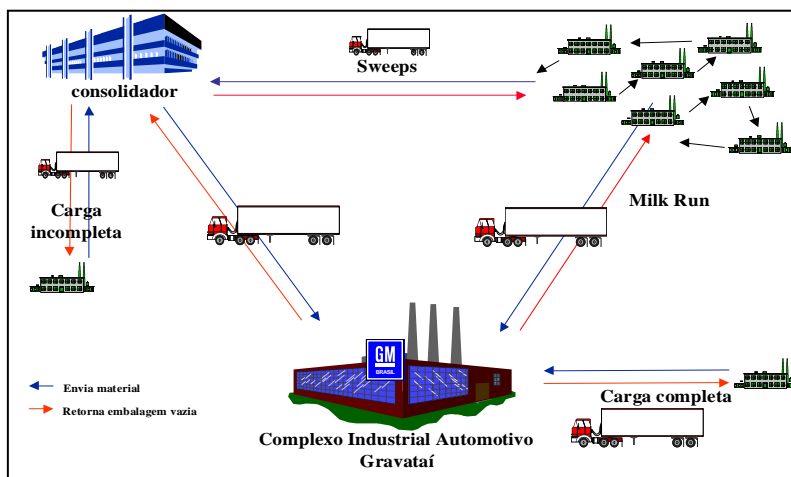 Sweeps
consolidador
Carga
incompleta
Milk Run
GM
BRASIL
Envia material
Retorna embalagem vazia
Carga completa
Complexo Industrial Automotivo
Gravataí